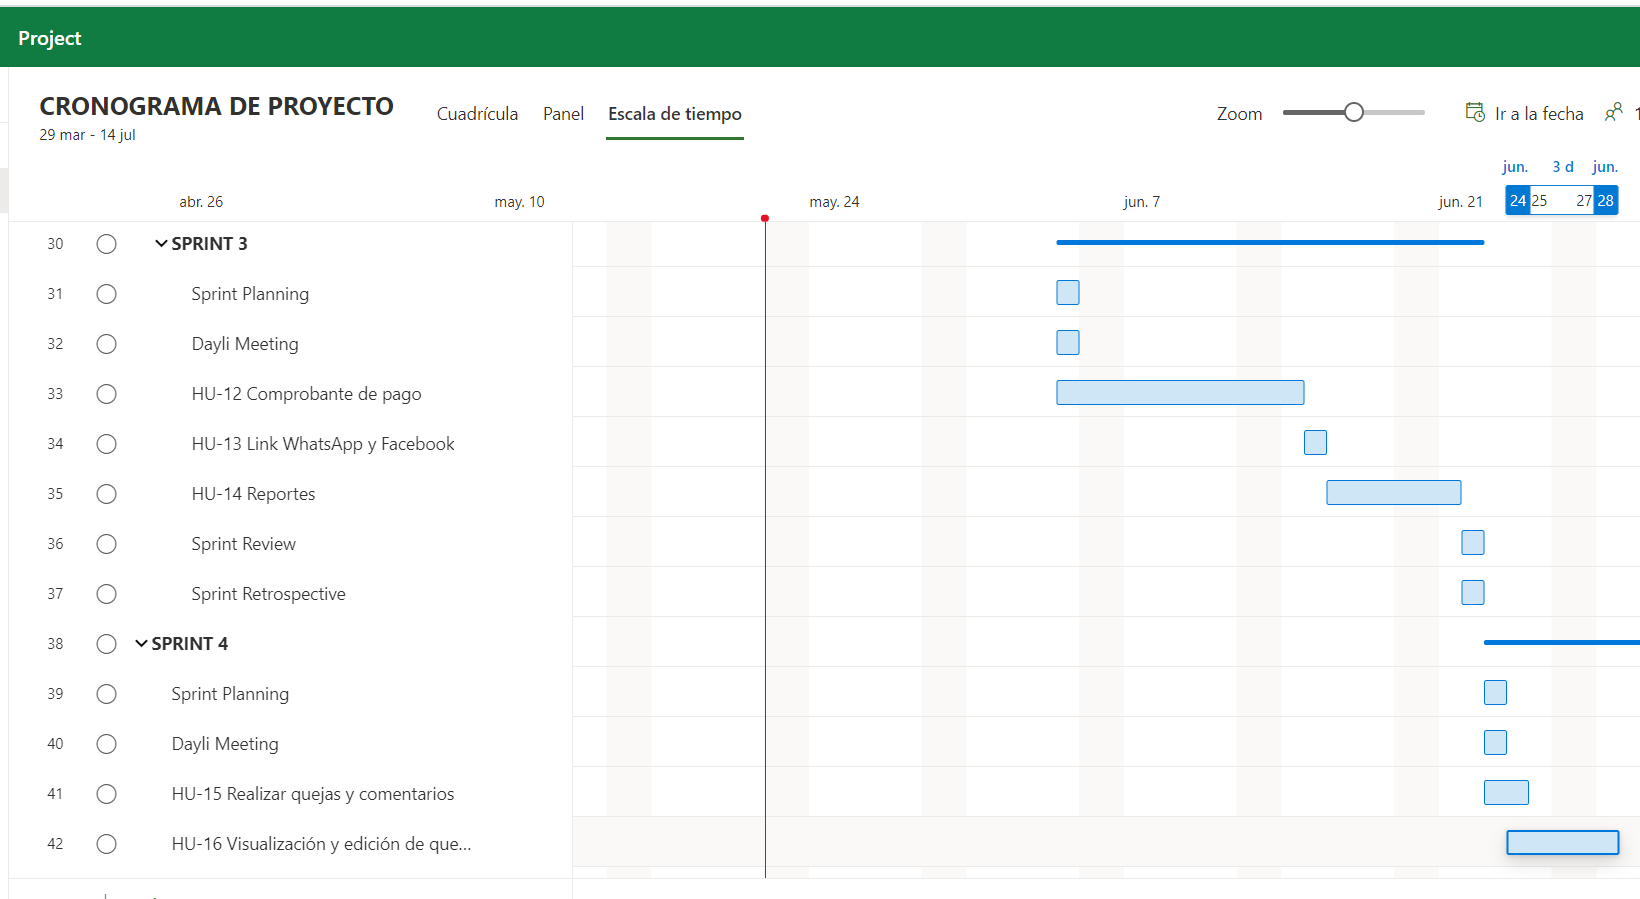 Project
CRONOGRAMA DE PROYECTO
29 mar - 14 jul
Cuadrícula Panel Escala de tiempo
Zoom Ir a la fecha 1
jun. 3 d jun.
abr. 26 may. 10 may. 24 jun. 7 jun. 21 24 25 27 28
30 SPRINT 3
31 Sprint Planning
32 Dayli Meeting
33 HU-12 Comprobante de pago
34 HU-13 Link WhatsApp y Facebook
35 HU-14 Reportes
36 Sprint Review
37 Sprint Retrospective
38 SPRINT 4
39 Sprint Planning
40 Dayli Meeting
41 HU-15 Realizar quejas y comentarios
42 HU-16 Visualización y edición de que...